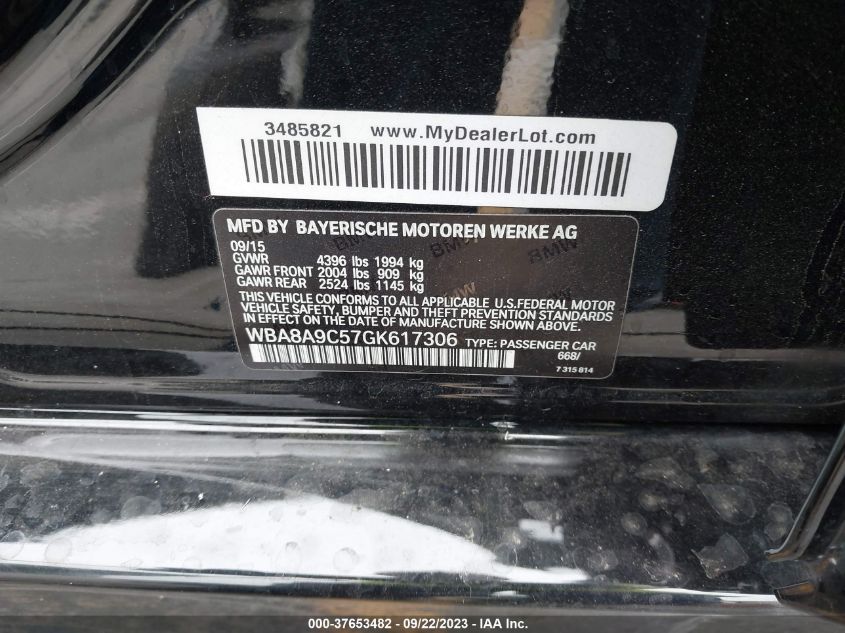 3485821 www.MyDealerLot.com
MFD BY BAYERISCHE MOTOREN WERKE AG
09/15
GVWR 4396 lbs 1994 kg
GAWR FRONT 2004 lbs 909 kg
GAWR REAR 2524 lbs 1145 kg
THIS VEHICLE CONFORMS TO ALL APPLICABLE U.S.FEDERAL MOTOR
VEHICLE SAFETY, BUMPER AND THEFT PREVENTION STANDARDS
IN EFFECT ON THE DATE OF MANUFACTURE SHOWN ABOVE.
WBA8A9C57GK617306 TYPE: PASSENGER CAR
668/
7 315 814
BMW
BMW
BMW
000-37653482 - 09/22/2023 - IAA Inc.